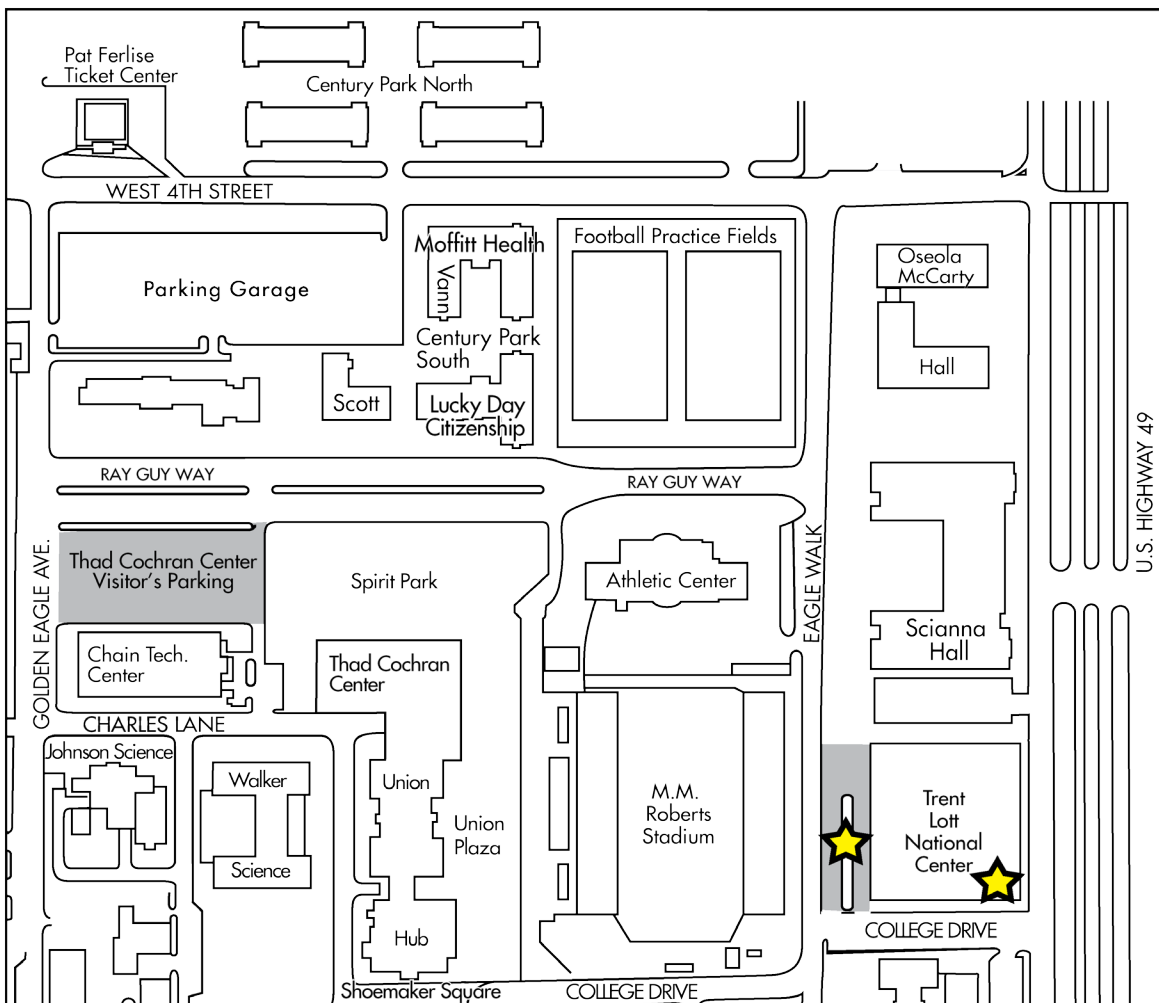 Pat Ferlise
Ticket Center
Century Park North
WEST 4TH STREET
Moffitt Health
Vann
Football Practice Fields
Oseola
McCarty
Hall
Parking Garage
Century Park
South
Scott
Lucky Day
Citizenship
U.S. HIGHWAY 49
RAY GUY WAY
RAY GUY WAY
GOLDEN EAGLE AVE.
Thad Cochran Center
Visitor's Parking
Spirit Park
Athletic Center
EAGLE WALK
Scianna
Hall
Chain Tech.
Center
Thad Cochran
Center
CHARLES LANE
Johnson Science
Walker
Science
Union
Union
Plaza
M.M.
Roberts
Stadium
Trent
Lott
National
Center
Hub
COLLEGE DRIVE
Shoemaker Square
COLLEGE DRIVE